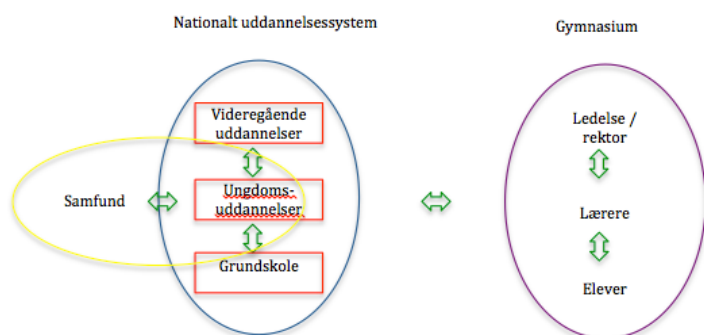 Nationalt uddannelsessystem
Gymnasium
Videregående
uddannelser
Samfund
Ungdoms-
uddannelser
Grundskole
Ledelse /
rektor
Lærere
Elever